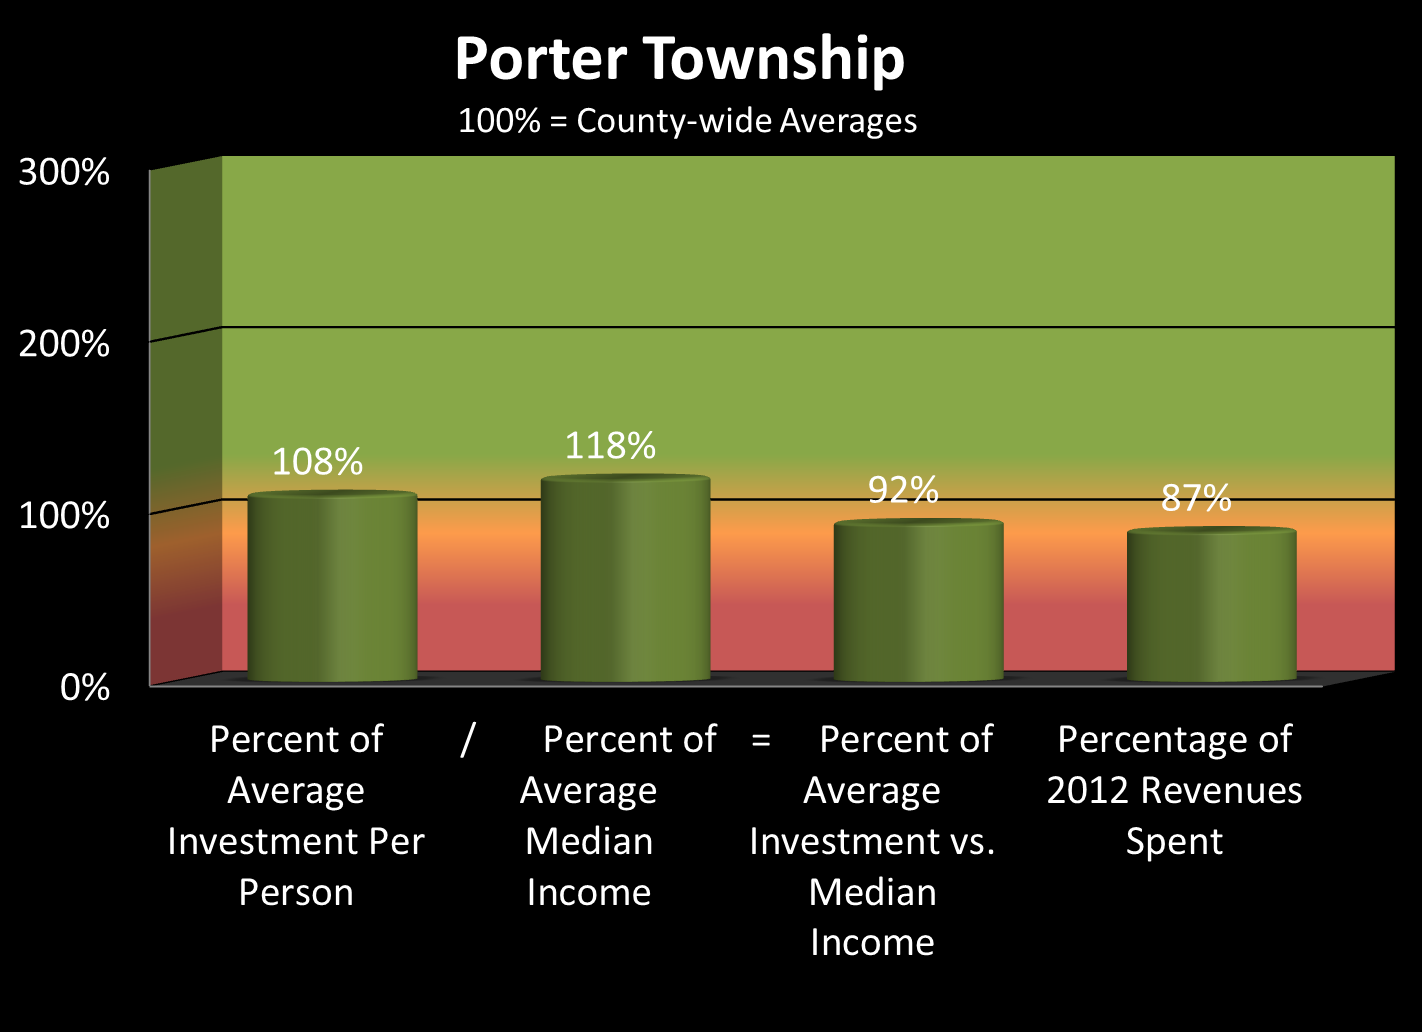 Porter Township
100% = County-wide Averages
300%
200%
100%
0%
108%
118%
92%
87%
Percent of
Average
Investment Per
Person
/
Percent of
Average
Median
Income
=
Percent of
Average
Investment vs.
Median
Income
Percentage of
2012 Revenues
Spent